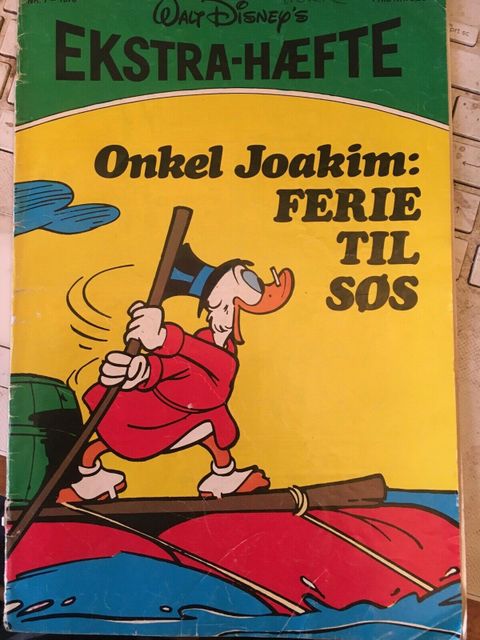 WALT DISNEY'S
EKSTRA-HÆFTE
Onkel Joakim:
FERIE
TIL
SØS